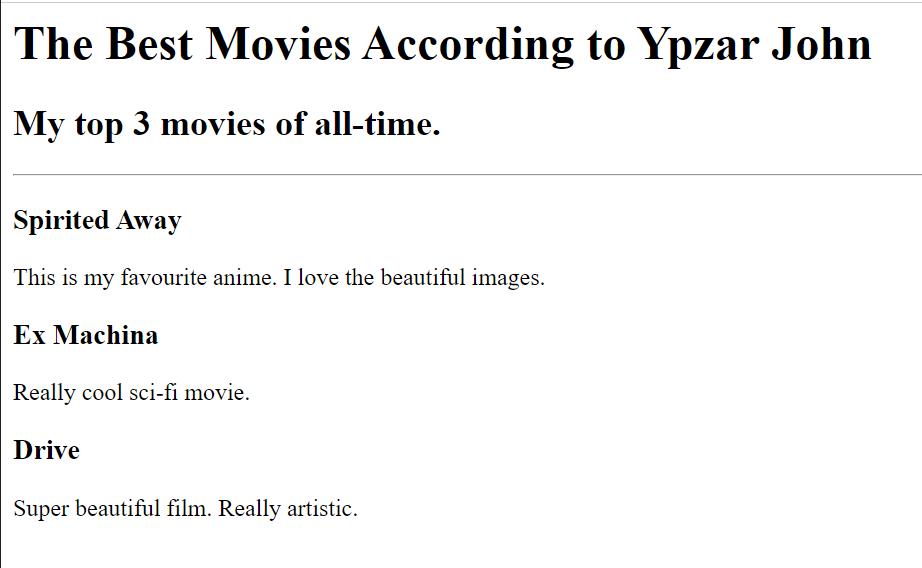 The Best Movies According to Ypzar John
My top 3 movies of all-time.
Spirited Away
This is my favourite anime. I love the beautiful images.
Ex Machina
Really cool sci-fi movie.
Drive
Super beautiful film. Really artistic.